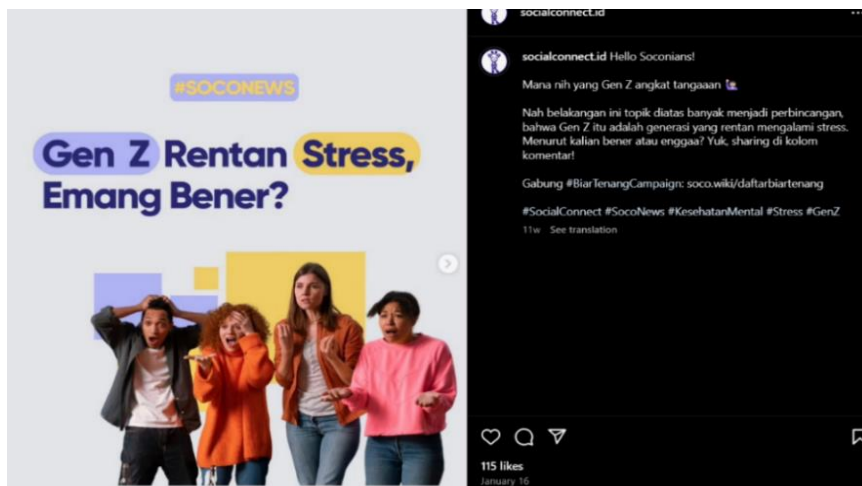 #SOCONEWS
Gen Z Rentan Stress,
Emang Bener?
socialconnect.id
socialconnect.id Hello Soconians!
Mana nih yang Gen Z angkat tangaaan 🙋🏻‍♀️
Nah belakangan ini topik diatas banyak menjadi perbincangan,
bahwa Gen Z itu adalah generasi yang rentan mengalami stress.
Menurut kalian bener atau enggaa? Yuk, sharing di kolom
komentar!
Gabung #BiarTenangCampaign: soco.wiki/daftarbiartenang
#SocialConnect #SocoNews #KesehatanMental #Stress #GenZ
11w See translation
115 likes
January 16